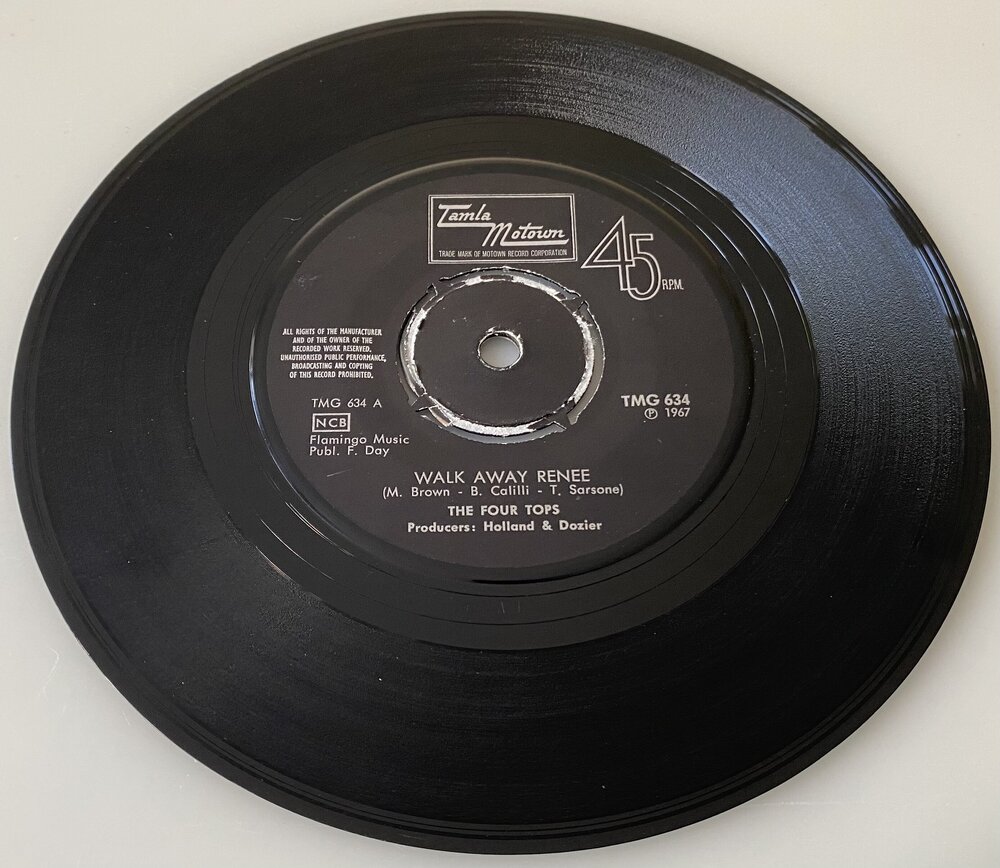 Tamla
Motown
TRADE MARK OF MOTOWN RECORD CORPORATION
45
R.P.M.
ALL RIGHTS OF THE MANUFACTURER
AND OF THE OWNER OF THE
RECORDED WORK RESERVED.
UNAUTHORISED PUBLIC PERFORMANCE,
BROADCASTING AND COPYING
OF THIS RECORD PROHIBITED.
TMG 634 A
NCB
Flamingo Music
Publ. F. Day
TMG 634
℗ 1967
WALK AWAY RENEE
(M. Brown - B. Calilli - T. Sarsone)
THE FOUR TOPS
Producers: Holland & Dozier